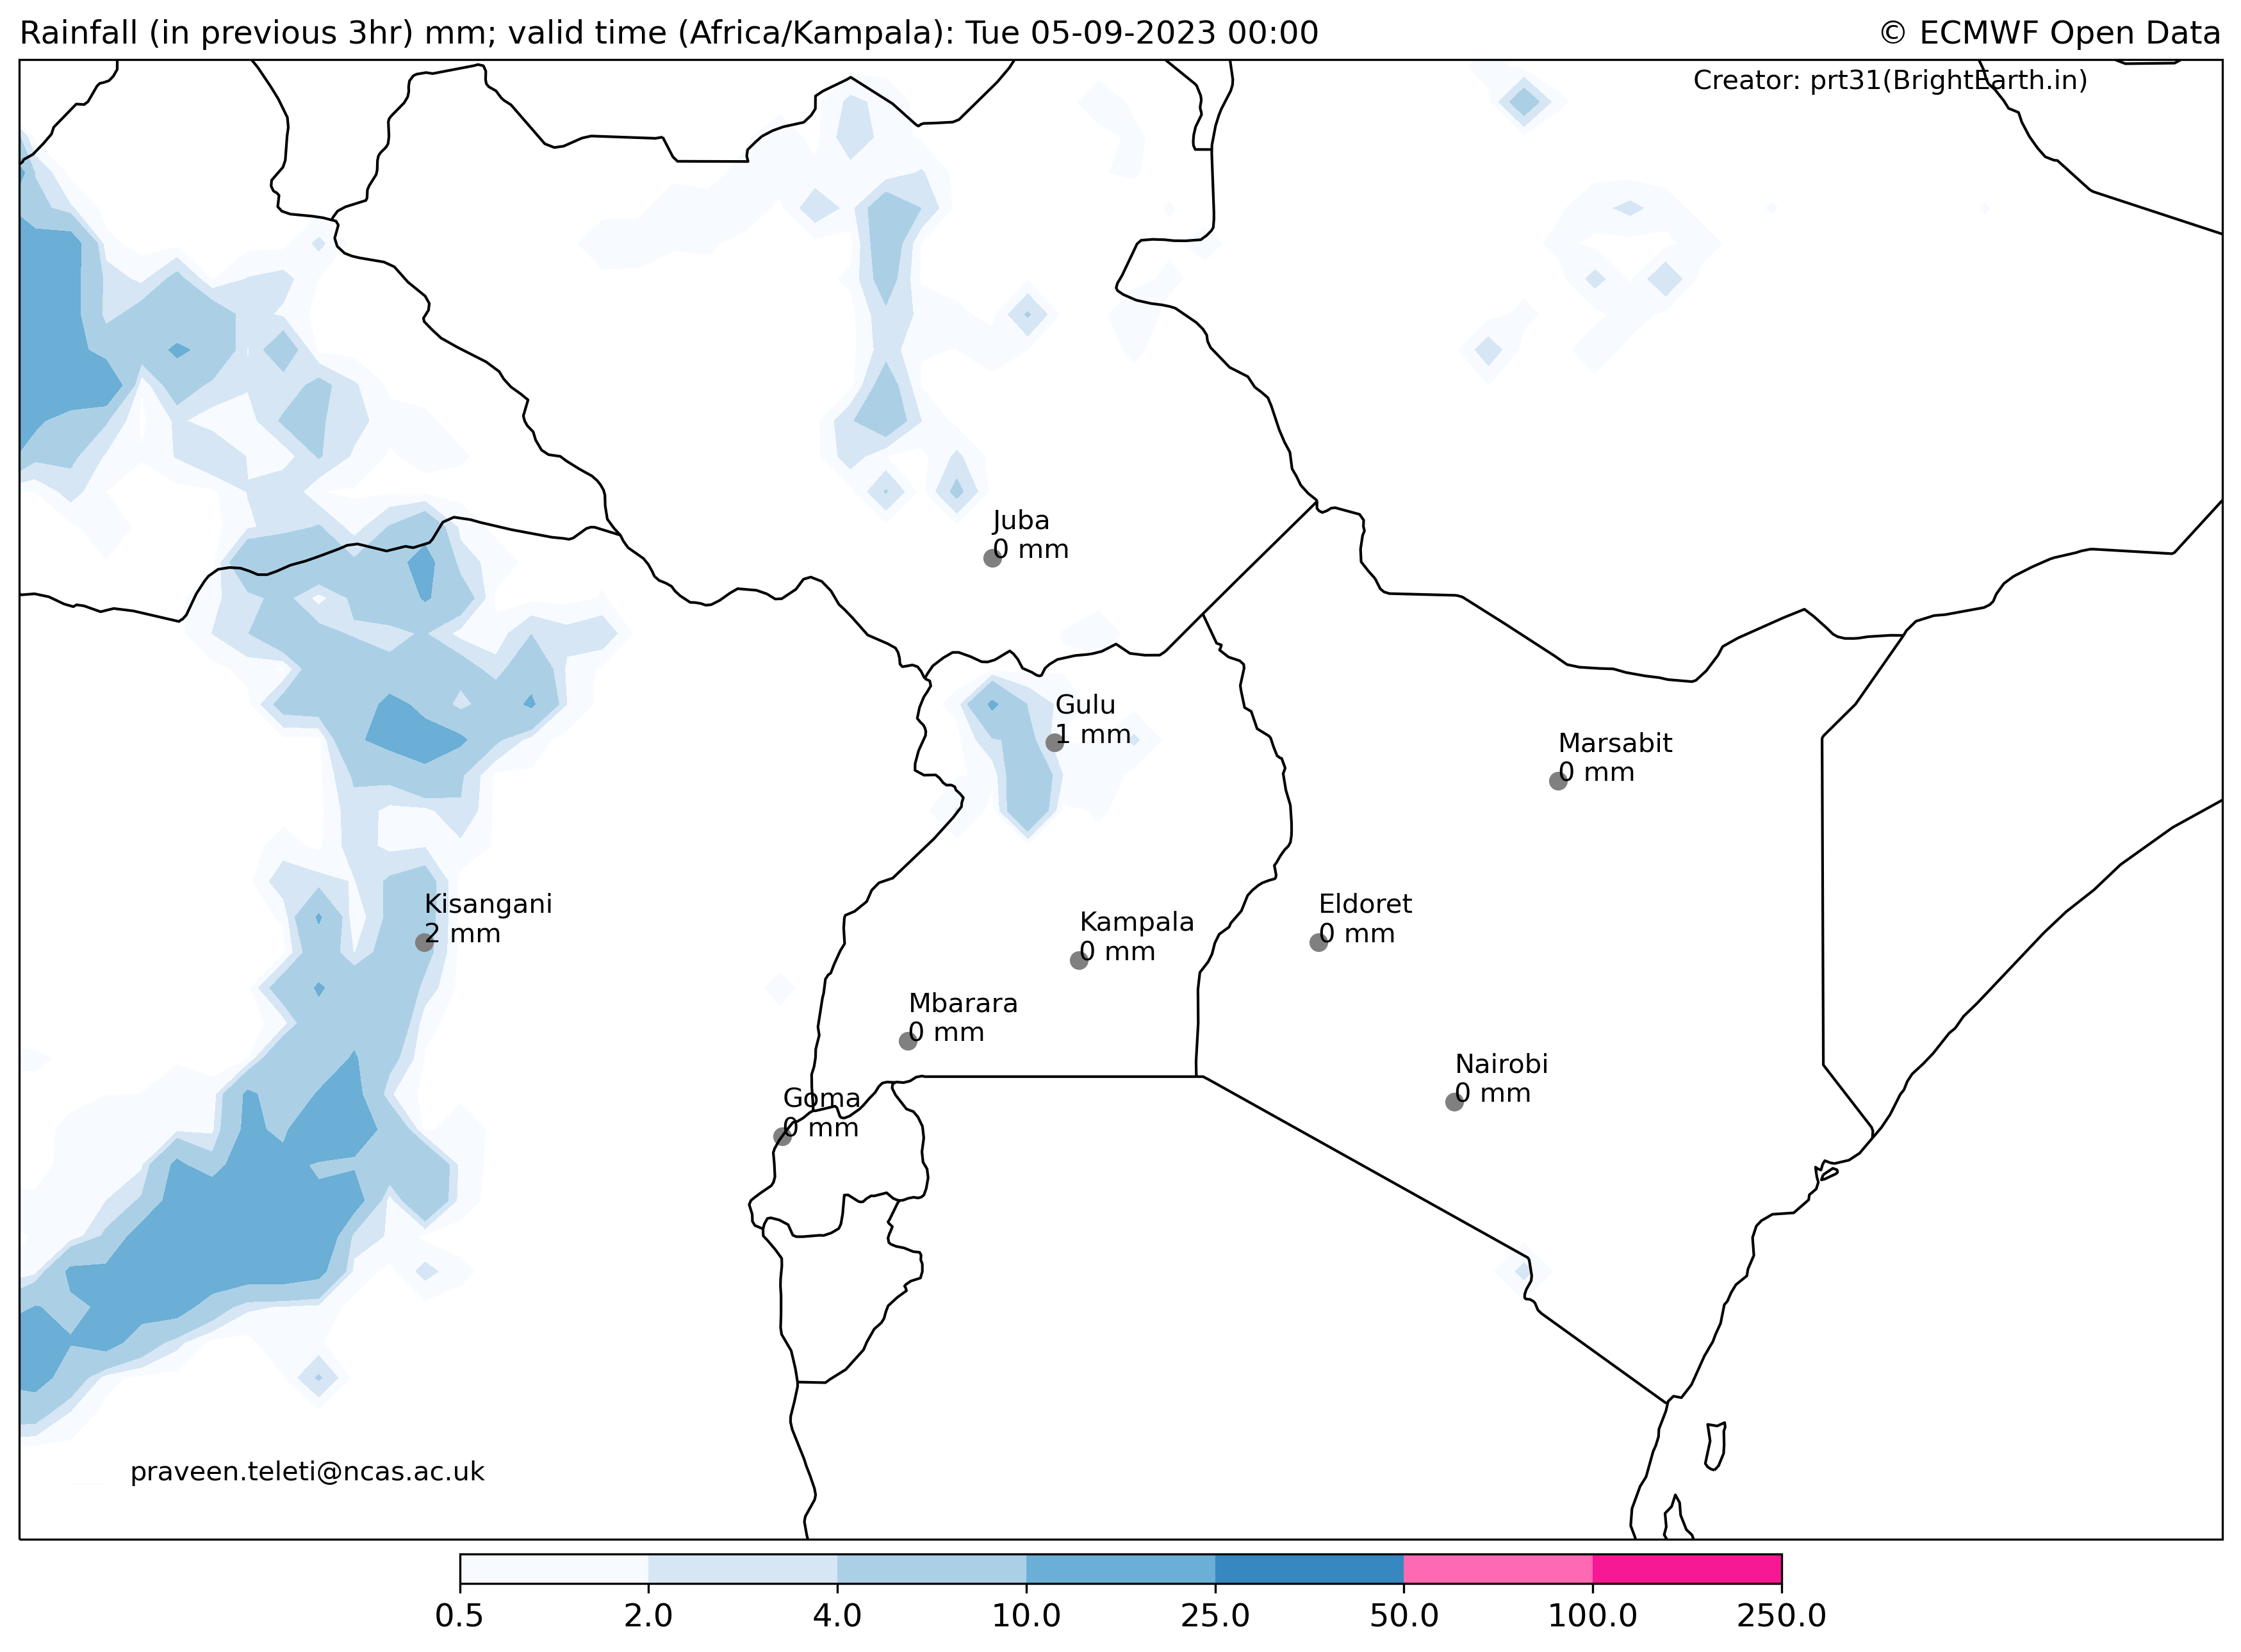 Rainfall (in previous 3hr) mm; valid time (Africa/Kampala): Tue 05-09-2023 00:00
© ECMWF Open Data
Creator: prt31(BrightEarth.in)
Juba
0 mm
Gulu
1 mm
Marsabit
0 mm
Kisangani
2 mm
Kampala
0 mm
Eldoret
0 mm
Mbarara
0 mm
Nairobi
0 mm
Goma
0 mm
praveen.teleti@ncas.ac.uk
0.5 2.0 4.0 10.0 25.0 50.0 100.0 250.0